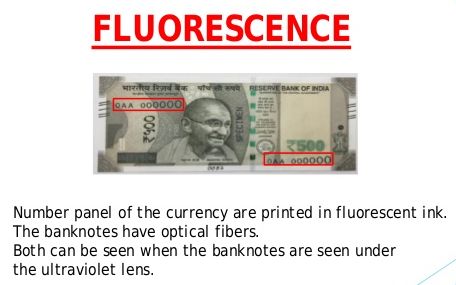 FLUORESCENCE
भारतीय रिज़र्व बैंक पाँच सौ रुपये RESERVE BANK OF INDIA
0AA 000000
₹500
SPECIMEN
₹500
0AA 000000
Number panel of the currency are printed in fluorescent ink.
The banknotes have optical fibers.
Both can be seen when the banknotes are seen under
the ultraviolet lens.